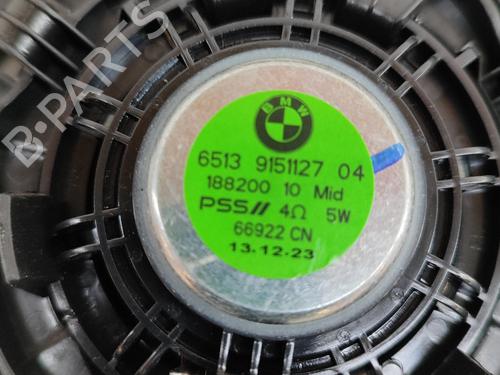 B-PARTS
BMW
6513 9151127 04
188200 10 Mid
PSS// 4Ω 5W
66922 CN
13.12.23